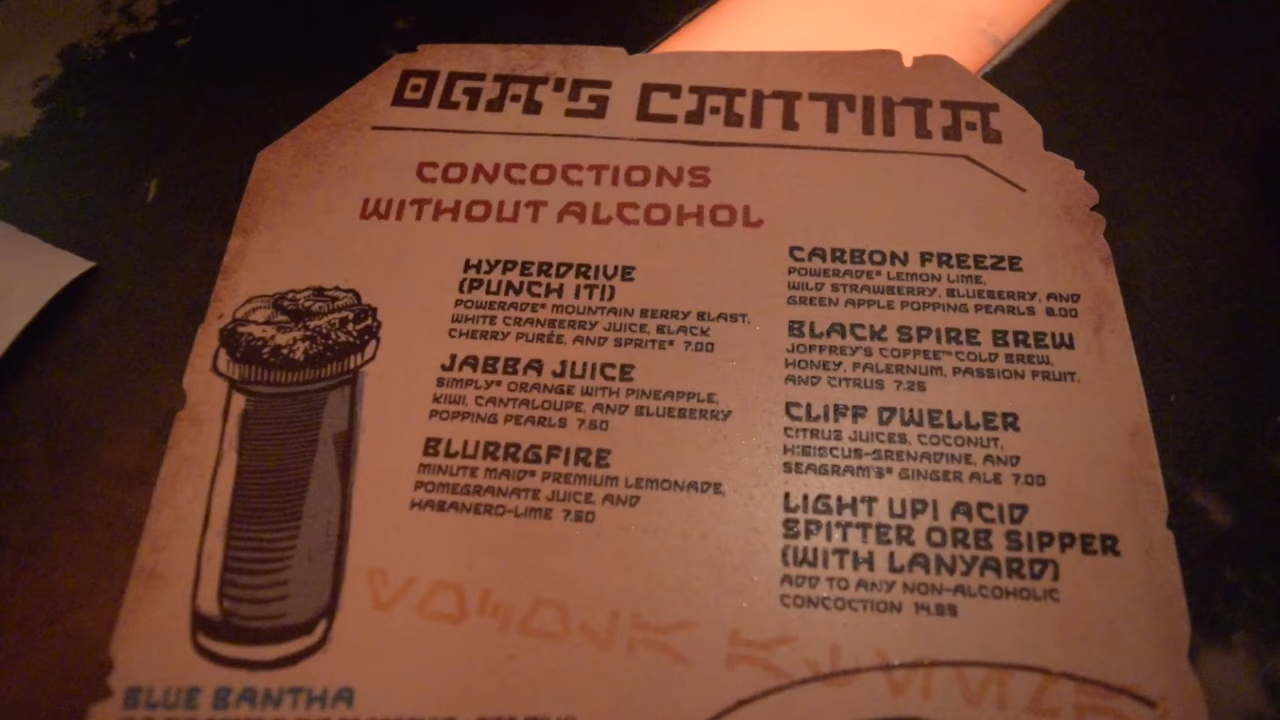 OGA'S CANTINA
CONCOCTIONS
WITHOUT ALCOHOL
HYPERDRIVE
(PUNCH IT!)
POWERADE® MOUNTAIN BERRY BLAST,
WHITE CRANBERRY JUICE, BLACK
CHERRY PURÉE, AND SPRITE® 7.00
JABBA JUICE
SIMPLY® ORANGE WITH PINEAPPLE,
KIWI, CANTALOUPE, AND BLUEBERRY
POPPING PEARLS 7.50
BLURRGFIRE
MINUTE MAID® PREMIUM LEMONADE,
POMEGRANATE JUICE, AND
HABANERO-LIME 7.50
BLUE BANTHA
CARBON FREEZE
POWERADE® LEMON LIME,
WILD STRAWBERRY, BLUEBERRY, AND
GREEN APPLE POPPING PEARLS 8.00
BLACK SPIRE BREW
JOFFREY'S COFFEE™ COLD BREW,
HONEY, FALERNUM, PASSION FRUIT,
AND CITRUS 7.25
CLIFF DWELLER
CITRUS JUICES, COCONUT,
HIBISCUS-GRENADINE, AND
SEAGRAM'S® GINGER ALE 7.00
LIGHT UP! ACID
SPITTER ORB SIPPER
(WITH LANYARD)
ADD TO ANY NON-ALCOHOLIC
CONCOCTION